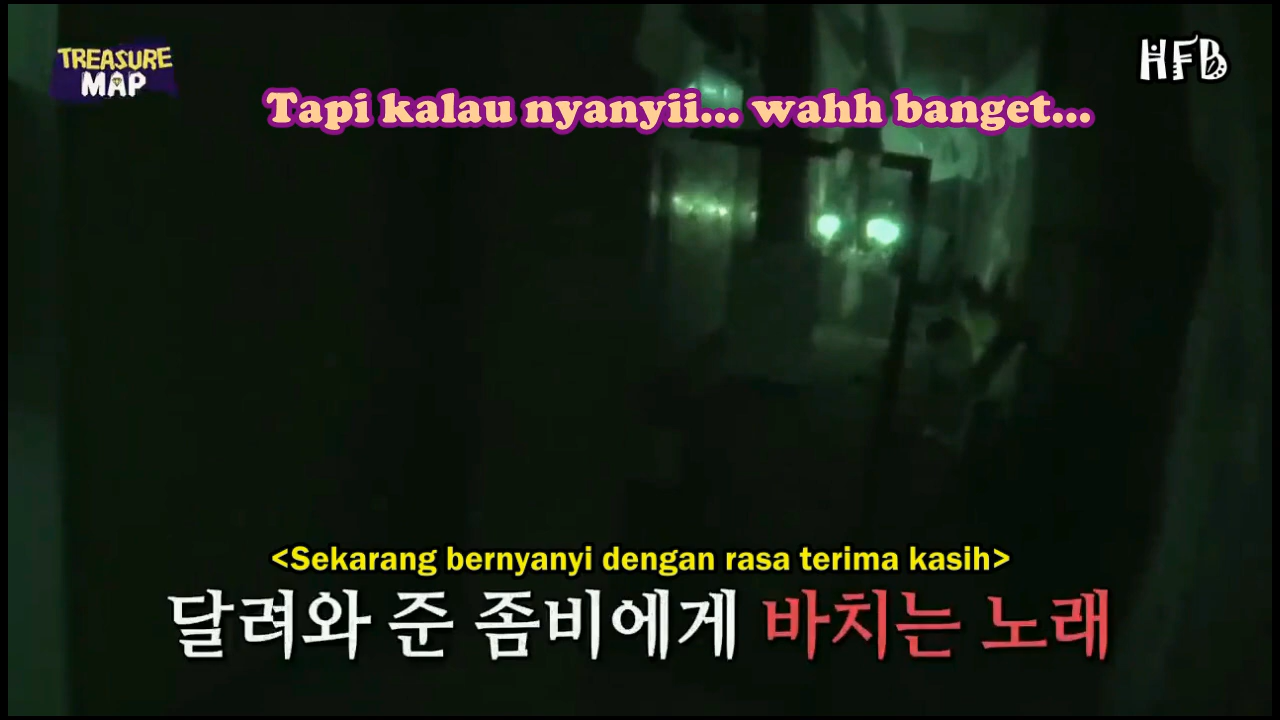 TREASURE
MAP
HFB
Tapi kalau nyanyii... wahh banget...
<Sekarang bernyanyi dengan rasa terima kasih>
달려와 준 좀비에게 바치는 노래